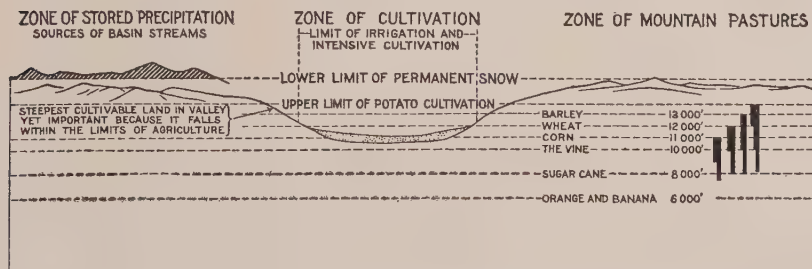 ZONE OF STORED PRECIPITATION
SOURCES OF BASIN STREAMS
ZONE OF CULTIVATION
LIMIT OF IRRIGATION AND
INTENSIVE CULTIVATION
ZONE OF MOUNTAIN PASTURES
LOWER LIMIT OF PERMANENT SNOW
UPPER LIMIT OF POTATO CULTIVATION
STEEPEST CULTIVABLE LAND IN VALLEY
YET IMPORTANT BECAUSE IT FALLS
WITHIN THE LIMITS OF AGRICULTURE
BARLEY 13 000'
WHEAT 12 000'
CORN 11 000'
THE VINE 10 000'
SUGAR CANE 8 000'
ORANGE AND BANANA 6 000'